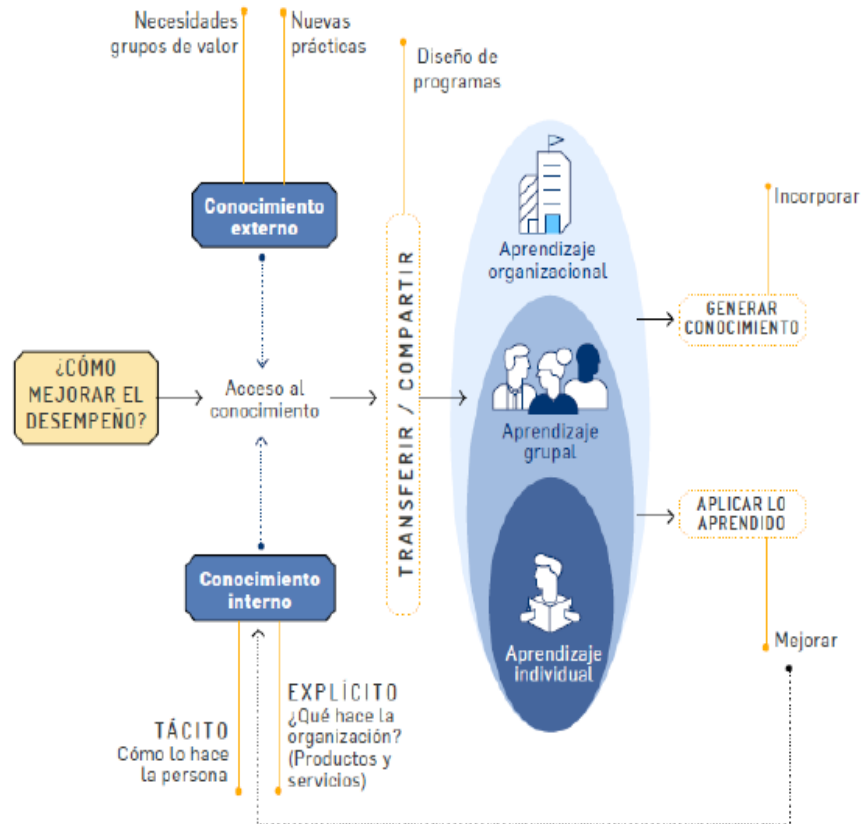 Necesidades
grupos de valor
Nuevas
prácticas
Diseño de
programas
Conocimiento
externo
¿CÓMO
MEJORAR EL
DESEMPEÑO?
Acceso al
conocimiento
TRANSFERIR / COMPARTIR
Aprendizaje
organizacional
Aprendizaje
grupal
Aprendizaje
individual
Incorporar
GENERAR
CONOCIMIENTO
APLICAR LO
APRENDIDO
Mejorar
Conocimiento
interno
TÁCITO
Cómo lo hace
la persona
EXPLÍCITO
¿Qué hace la
organización?
(Productos y
servicios)